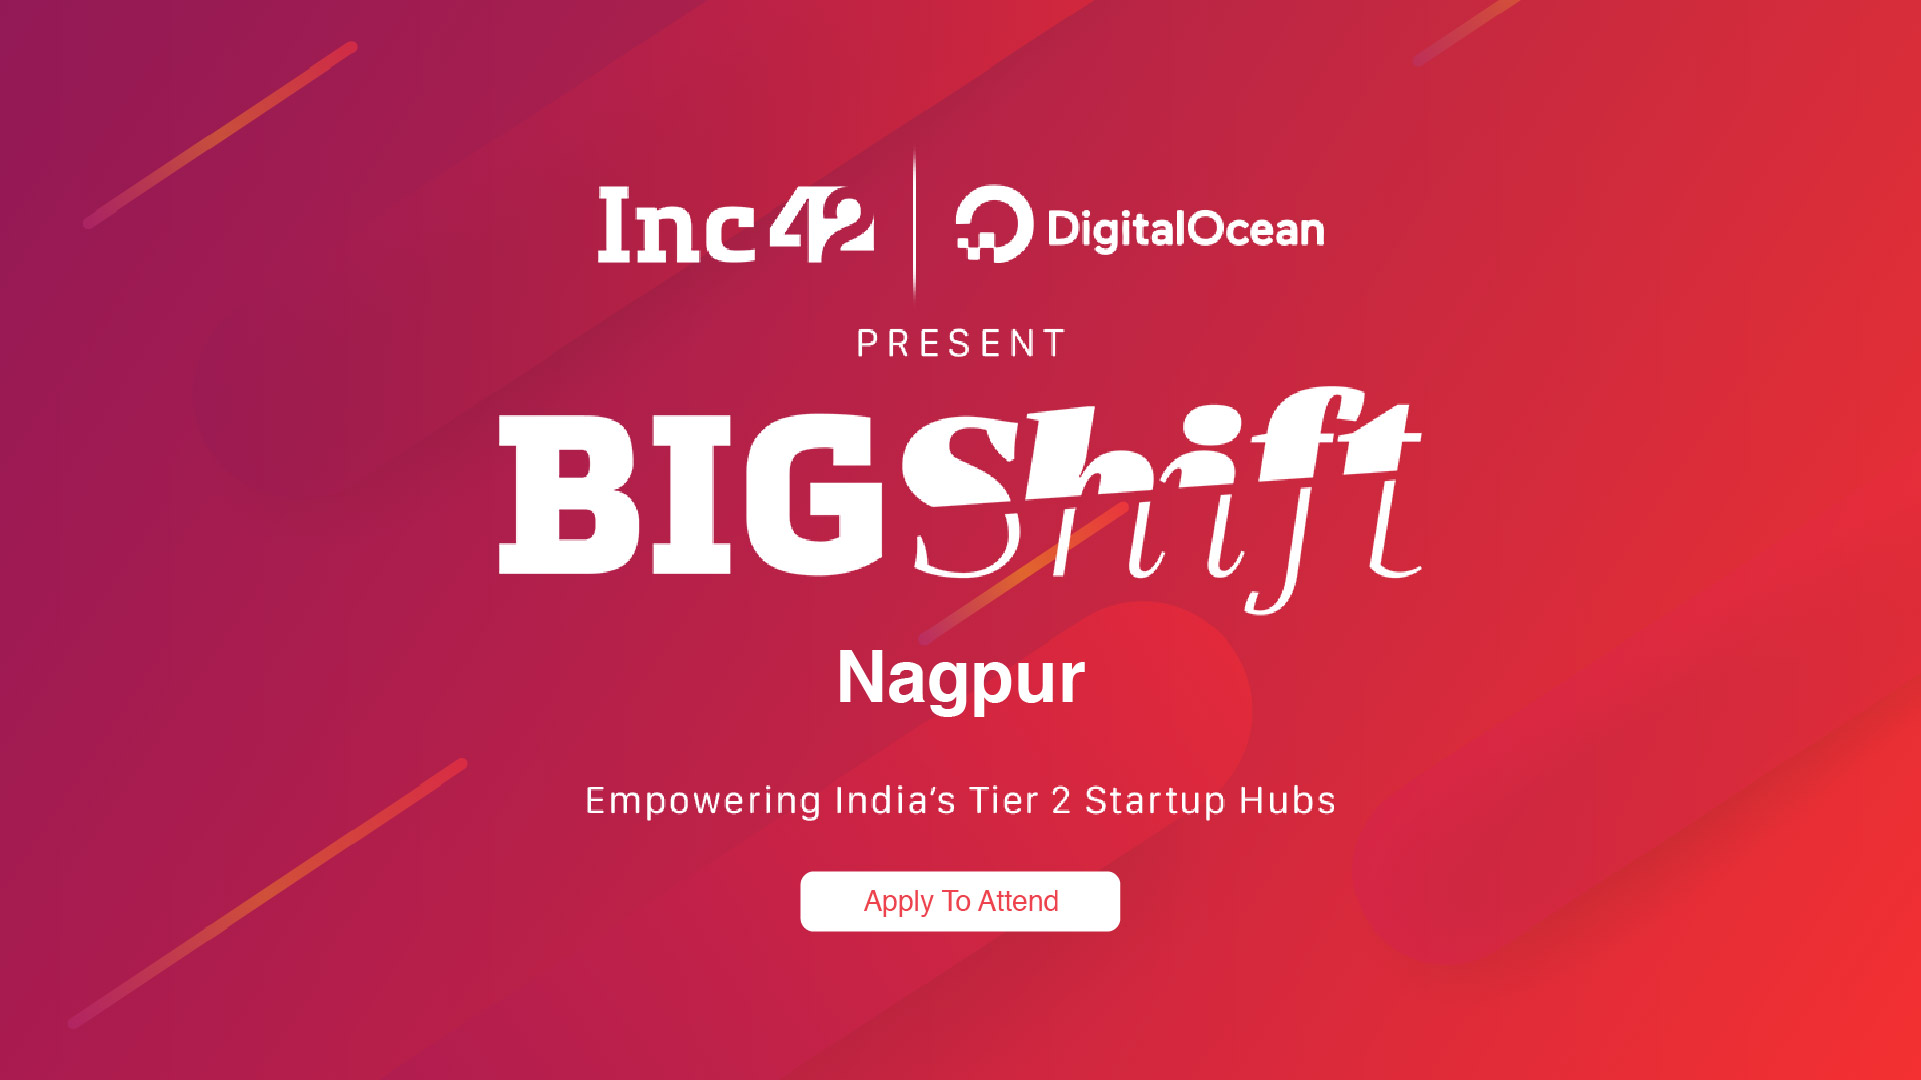 Inc42 DigitalOcean
PRESENT
BIGShift
Nagpur
Empowering India’s Tier 2 Startup Hubs
Apply To Attend